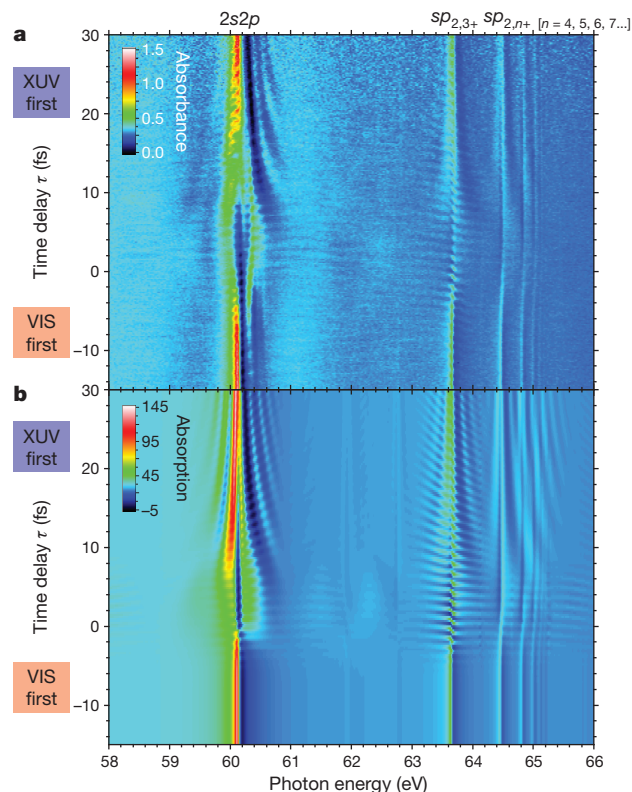 2s2p sp2,3+ sp2,n+ [n = 4, 5, 6, 7...]
a
30
XUV
first
20
10
0
VIS
first
−10
Time delay τ (fs)
1.5
1.0
0.5
0.0
Absorbance
b
30
XUV
first
20
10
0
VIS
first
−10
Time delay τ (fs)
145
95
45
−5
Absorption
58 59 60 61 62 63 64 65 66
Photon energy (eV)